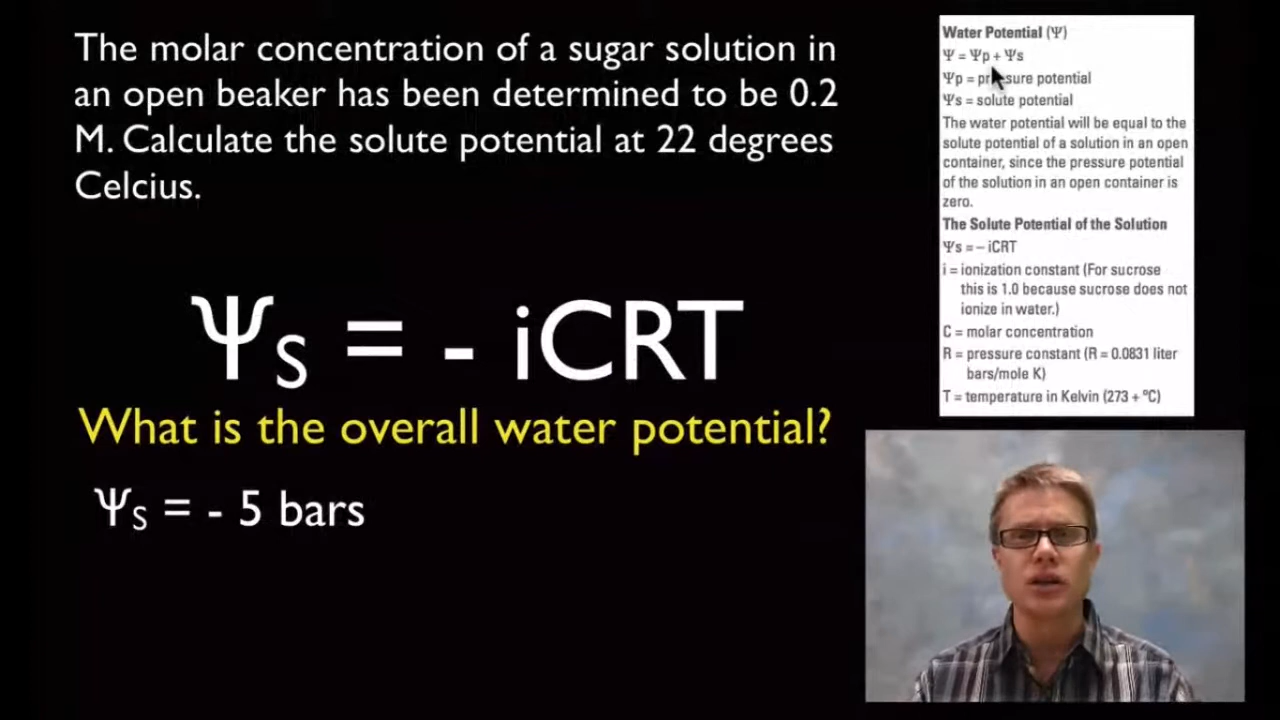 The molar concentration of a sugar solution in
an open beaker has been determined to be 0.2
M. Calculate the solute potential at 22 degrees
Celcius.
Ψs = - iCRT
What is the overall water potential?
Ψs = - 5 bars
Water Potential (Ψ)
Ψ = Ψp + Ψs
Ψp = pressure potential
Ψs = solute potential
The water potential will be equal to the
solute potential of a solution in an open
container, since the pressure potential
of the solution in an open container is
zero.
The Solute Potential of the Solution
Ψs = – iCRT
i = ionization constant (For sucrose
this is 1.0 because sucrose does not
ionize in water.)
C = molar concentration
R = pressure constant (R = 0.0831 liter
bars/mole K)
T = temperature in Kelvin (273 + ºC)